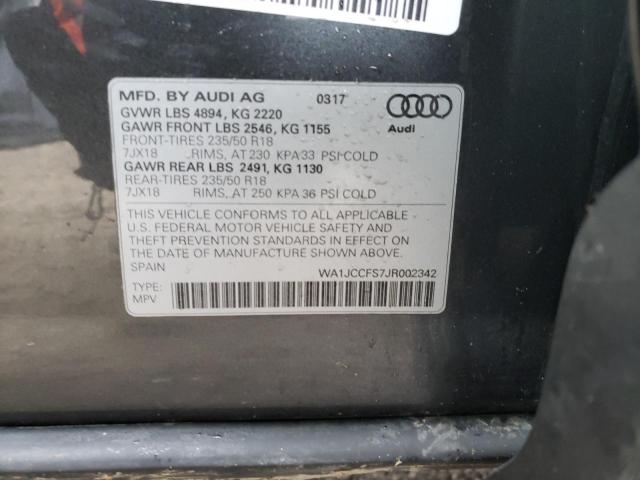 MFD. BY AUDI AG 0317
GVWR LBS 4894, KG 2220
GAWR FRONT LBS 2546, KG 1155
Audi
FRONT-TIRES 235/50 R18
7JX18 RIMS, AT 230 KPA 33 PSI COLD
GAWR REAR LBS 2491, KG 1130
REAR-TIRES 235/50 R18
7JX18 RIMS, AT 250 KPA 36 PSI COLD
THIS VEHICLE CONFORMS TO ALL APPLICABLE
U.S. FEDERAL MOTOR VEHICLE SAFETY AND
THEFT PREVENTION STANDARDS IN EFFECT ON
THE DATE OF MANUFACTURE SHOWN ABOVE.
SPAIN WA1JCCFS7JR002342
TYPE:
MPV